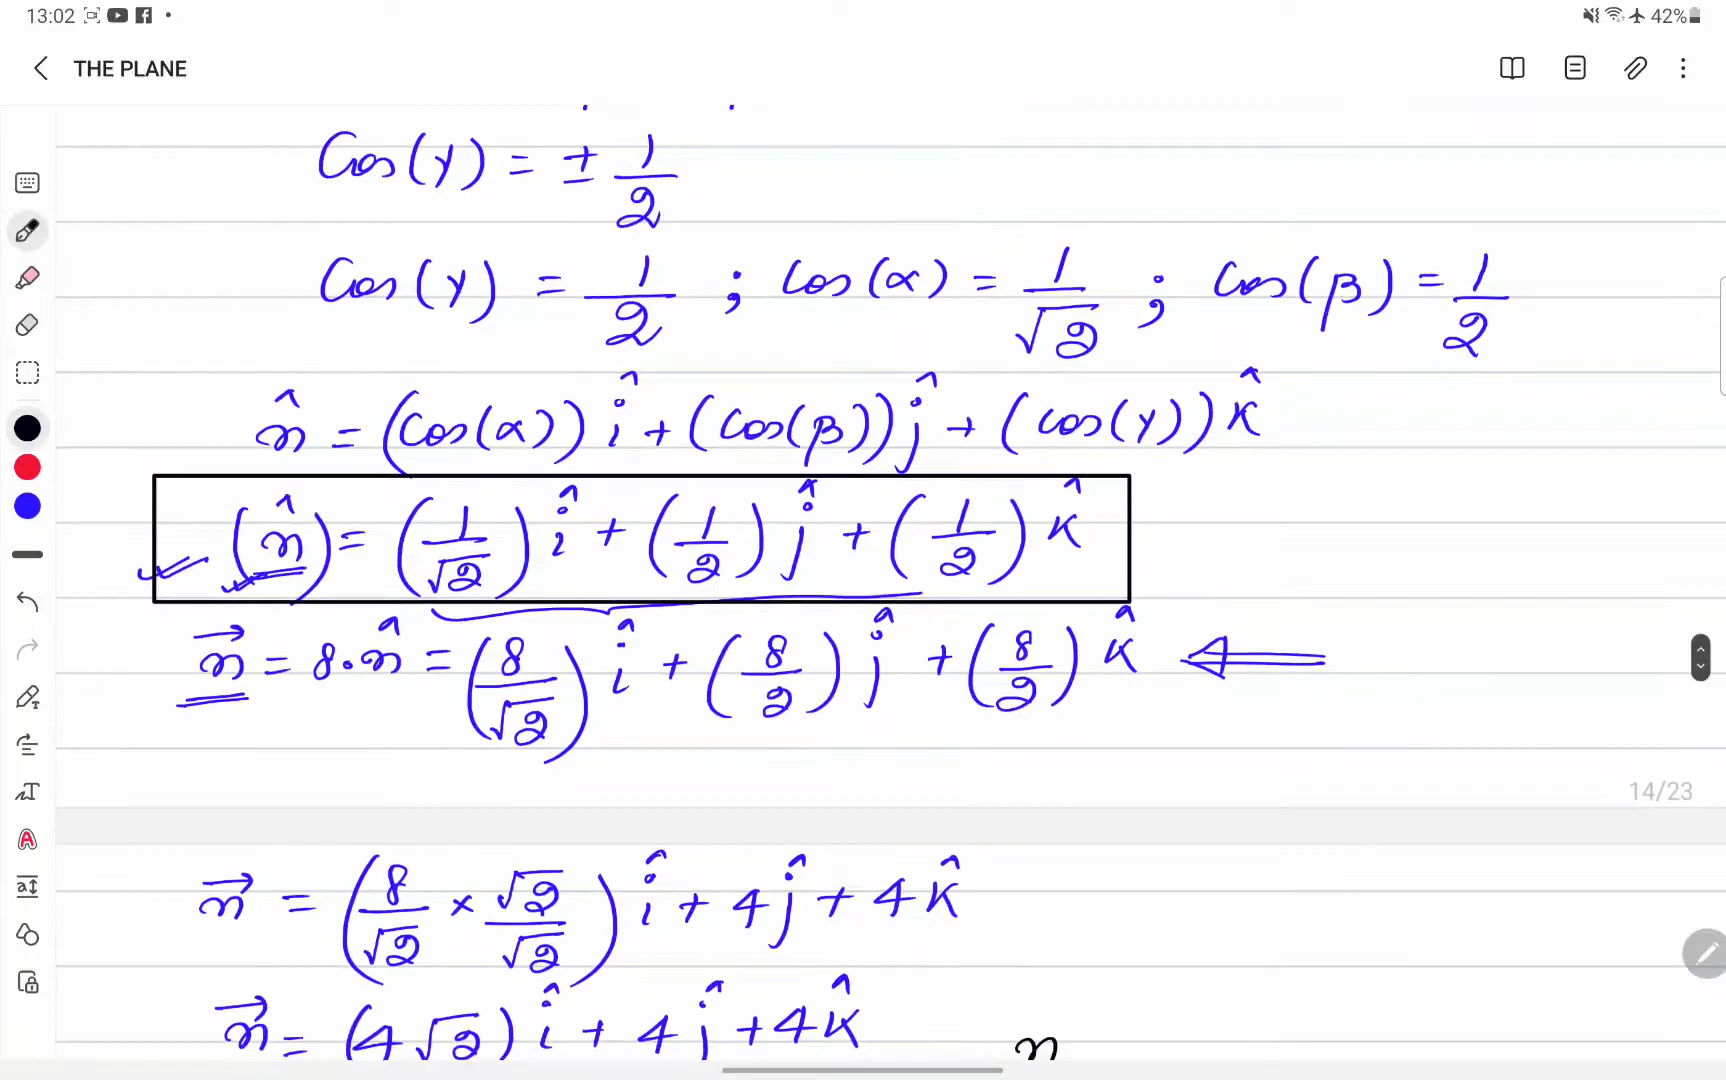 13:02
42%
THE PLANE
Cos(γ) = ± 1/2
Cos(γ) = 1/2 ; Cos(α) = 1/√2 ; Cos(β) = 1/2
n̂ = (Cos(α)) î + (Cos(β)) ĵ + (Cos(γ)) k̂
(n̂) = (1/√2) î + (1/2) ĵ + (1/2) k̂
n⃗ = 8·n̂ = (8/√2) î + (8/2) ĵ + (8/2) k̂ ⇐
14/23
n⃗ = (8/√2 × √2/√2) î + 4ĵ + 4k̂
n⃗ = (4√2) î + 4ĵ + 4k̂
n